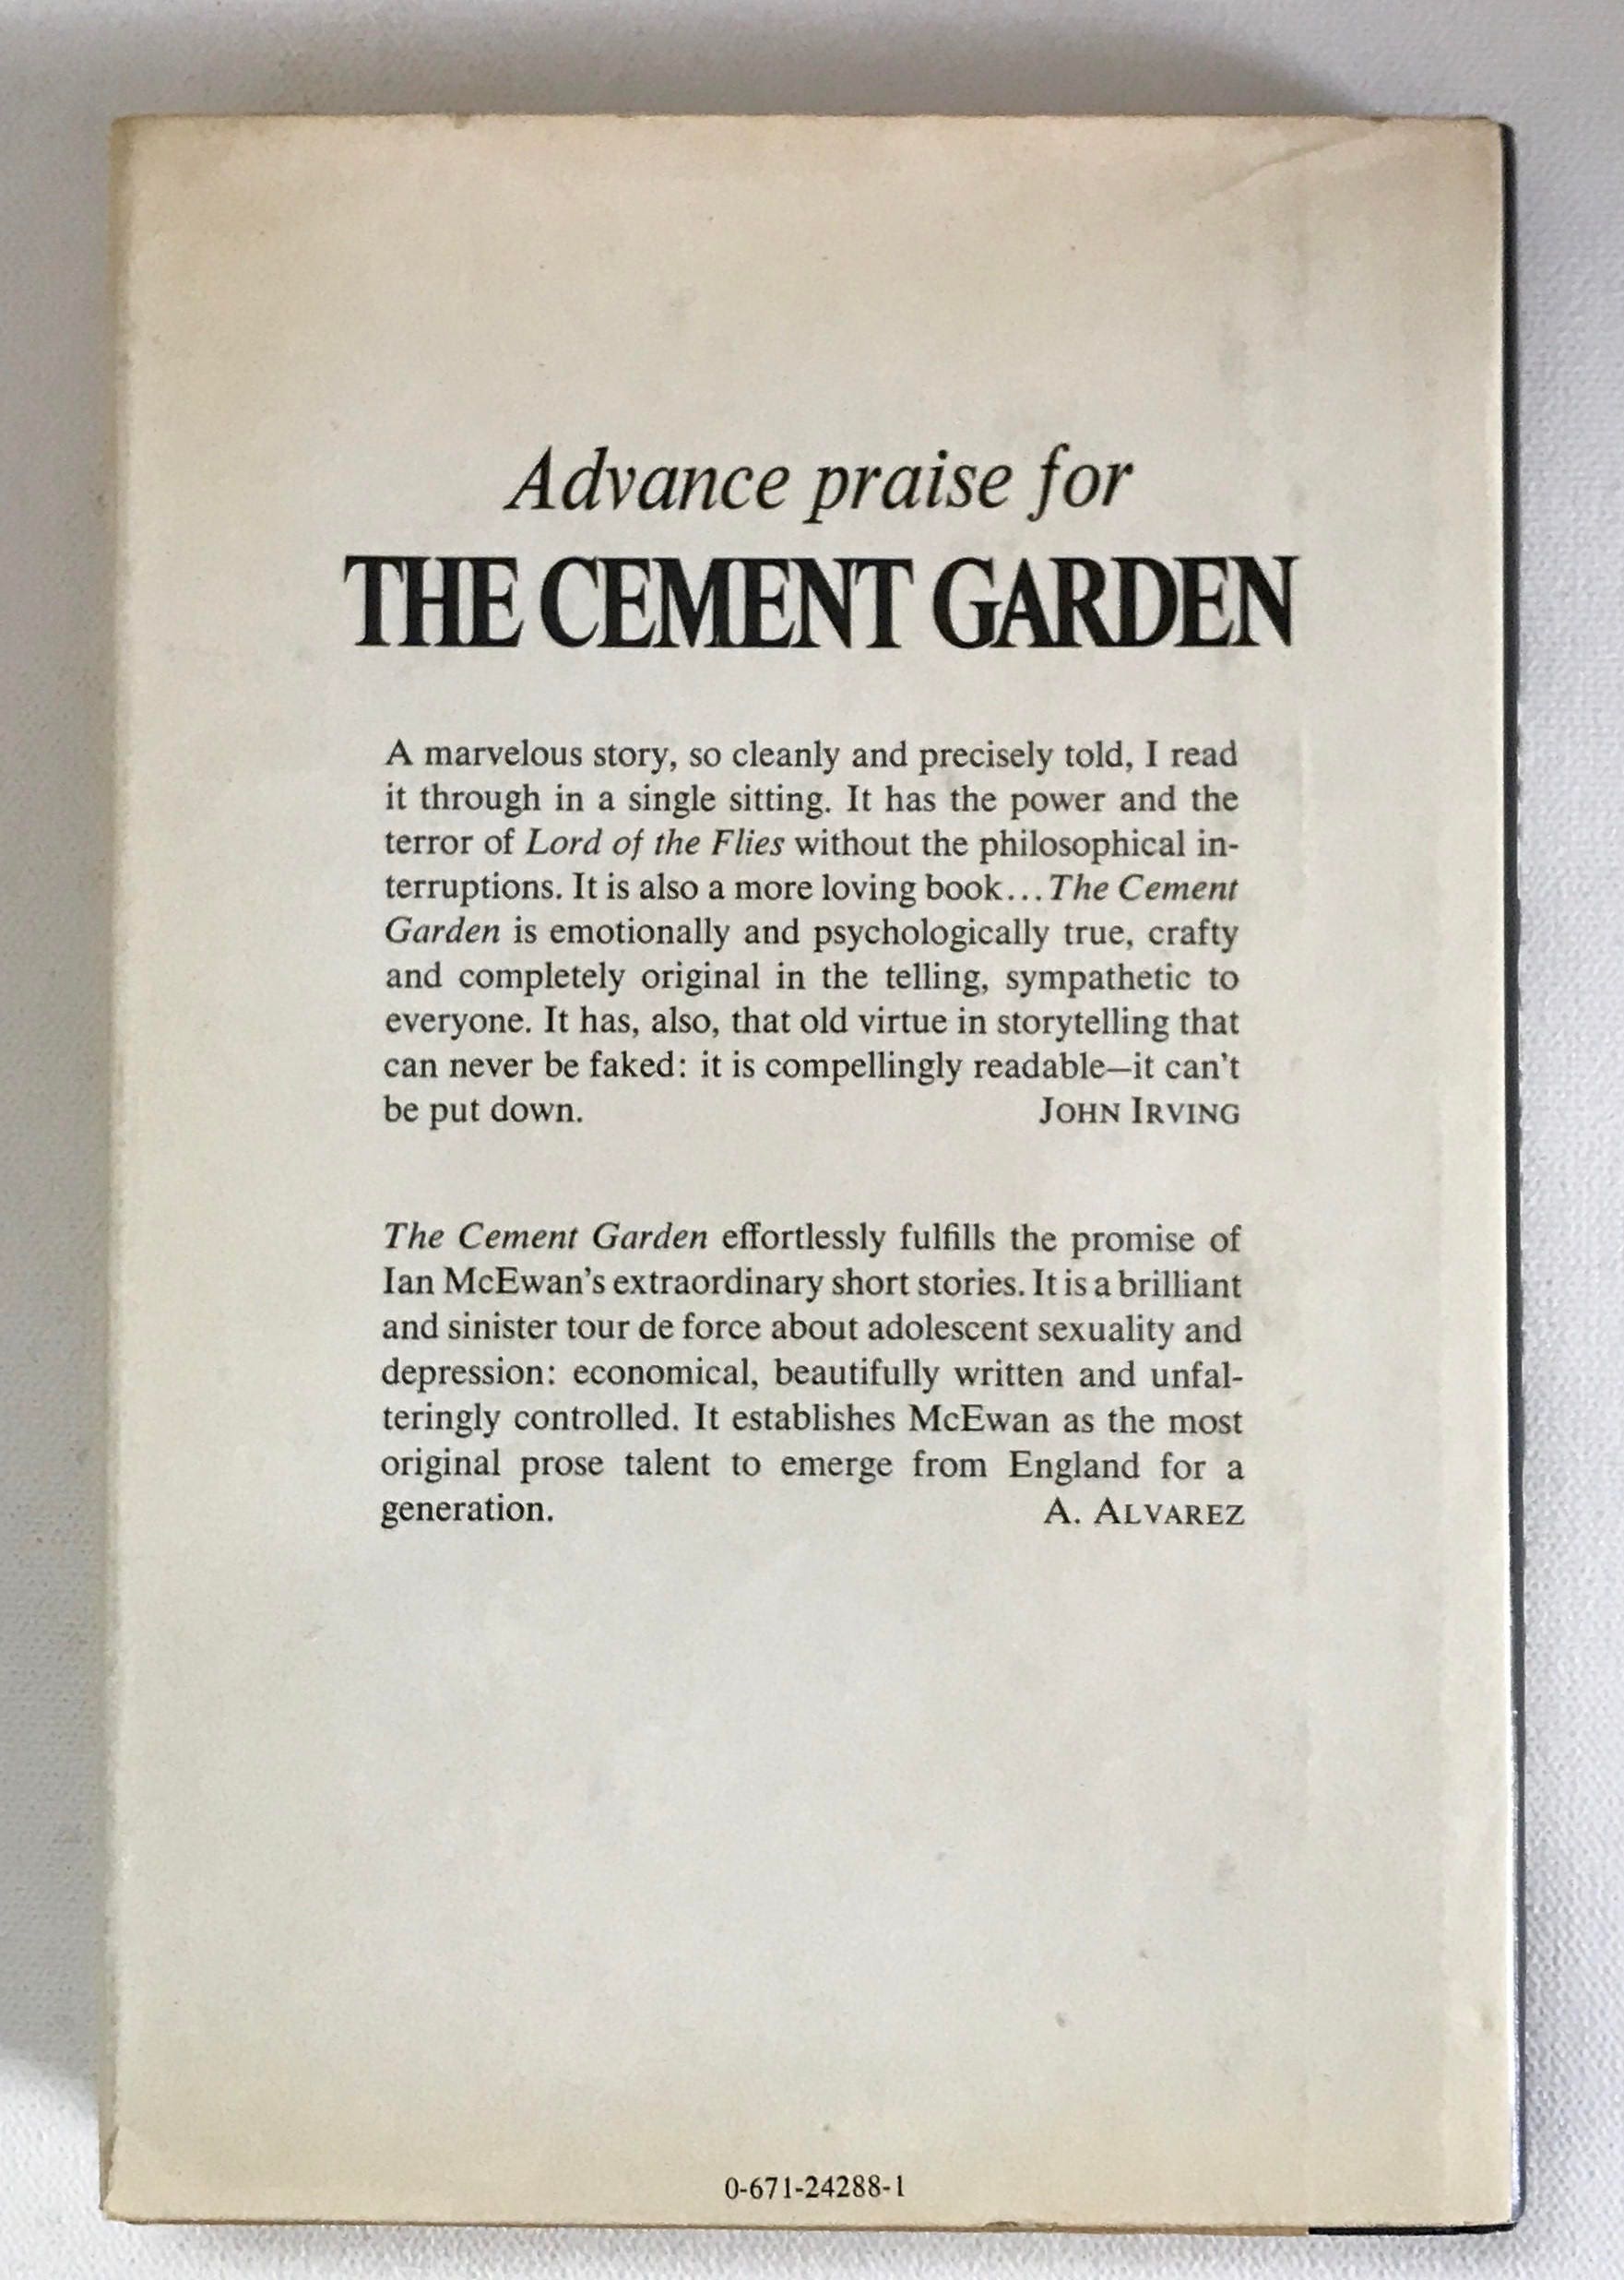 Advance praise for
THE CEMENT GARDEN
A marvelous story, so cleanly and precisely told, I read
it through in a single sitting. It has the power and the
terror of Lord of the Flies without the philosophical in-
terruptions. It is also a more loving book...The Cement
Garden is emotionally and psychologically true, crafty
and completely original in the telling, sympathetic to
everyone. It has, also, that old virtue in storytelling that
can never be faked: it is compellingly readable—it can't
be put down. JOHN IRVING
The Cement Garden effortlessly fulfills the promise of
Ian McEwan's extraordinary short stories. It is a brilliant
and sinister tour de force about adolescent sexuality and
depression: economical, beautifully written and unfal-
teringly controlled. It establishes McEwan as the most
original prose talent to emerge from England for a
generation. A. ALVAREZ
0-671-24288-1